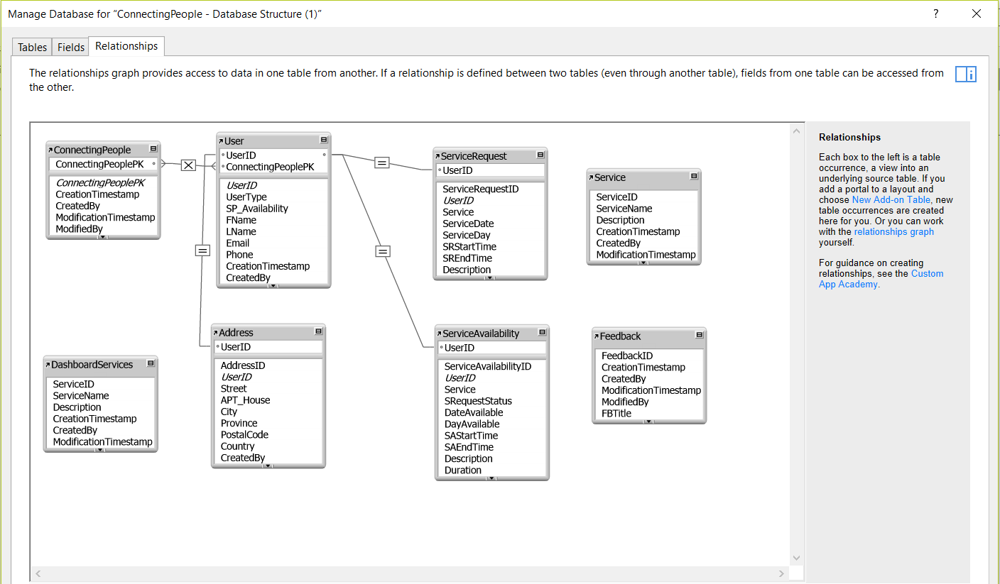 Manage Database for “ConnectingPeople - Database Structure (1)”
?
Tables
Fields
Relationships
The relationships graph provides access to data in one table from another. If a relationship is defined between two tables (even through another table), fields from one table can be accessed from
the other.
ConnectingPeople
ConnectingPeoplePK
ConnectingPeoplePK
CreationTimestamp
CreatedBy
ModificationTimestamp
ModifiedBy
User
UserID
ConnectingPeoplePK
UserID
UserType
SP_Availability
FName
LName
Email
Phone
CreationTimestamp
CreatedBy
ServiceRequest
UserID
ServiceRequestID
UserID
Service
ServiceDate
ServiceDay
SRStartTime
SREndTime
Description
Service
ServiceID
ServiceName
Description
CreationTimestamp
CreatedBy
ModificationTimestamp
DashboardServices
ServiceID
ServiceName
Description
CreationTimestamp
CreatedBy
ModificationTimestamp
Address
UserID
AddressID
UserID
Street
APT_House
City
Province
PostalCode
Country
CreatedBy
ServiceAvailability
UserID
ServiceAvailabilityID
UserID
Service
SRequestStatus
DateAvailable
DayAvailable
SAStartTime
SAEndTime
Description
Duration
Feedback
FeedbackID
CreationTimestamp
CreatedBy
ModificationTimestamp
ModifiedBy
FBTitle
Relationships
Each box to the left is a table
occurrence, a view into an
underlying source table. If you
add a portal to a layout and
choose New Add-on Table, new
table occurrences are created
here for you. Or you can work
with the relationships graph
yourself.
For guidance on creating
relationships, see the Custom
App Academy.